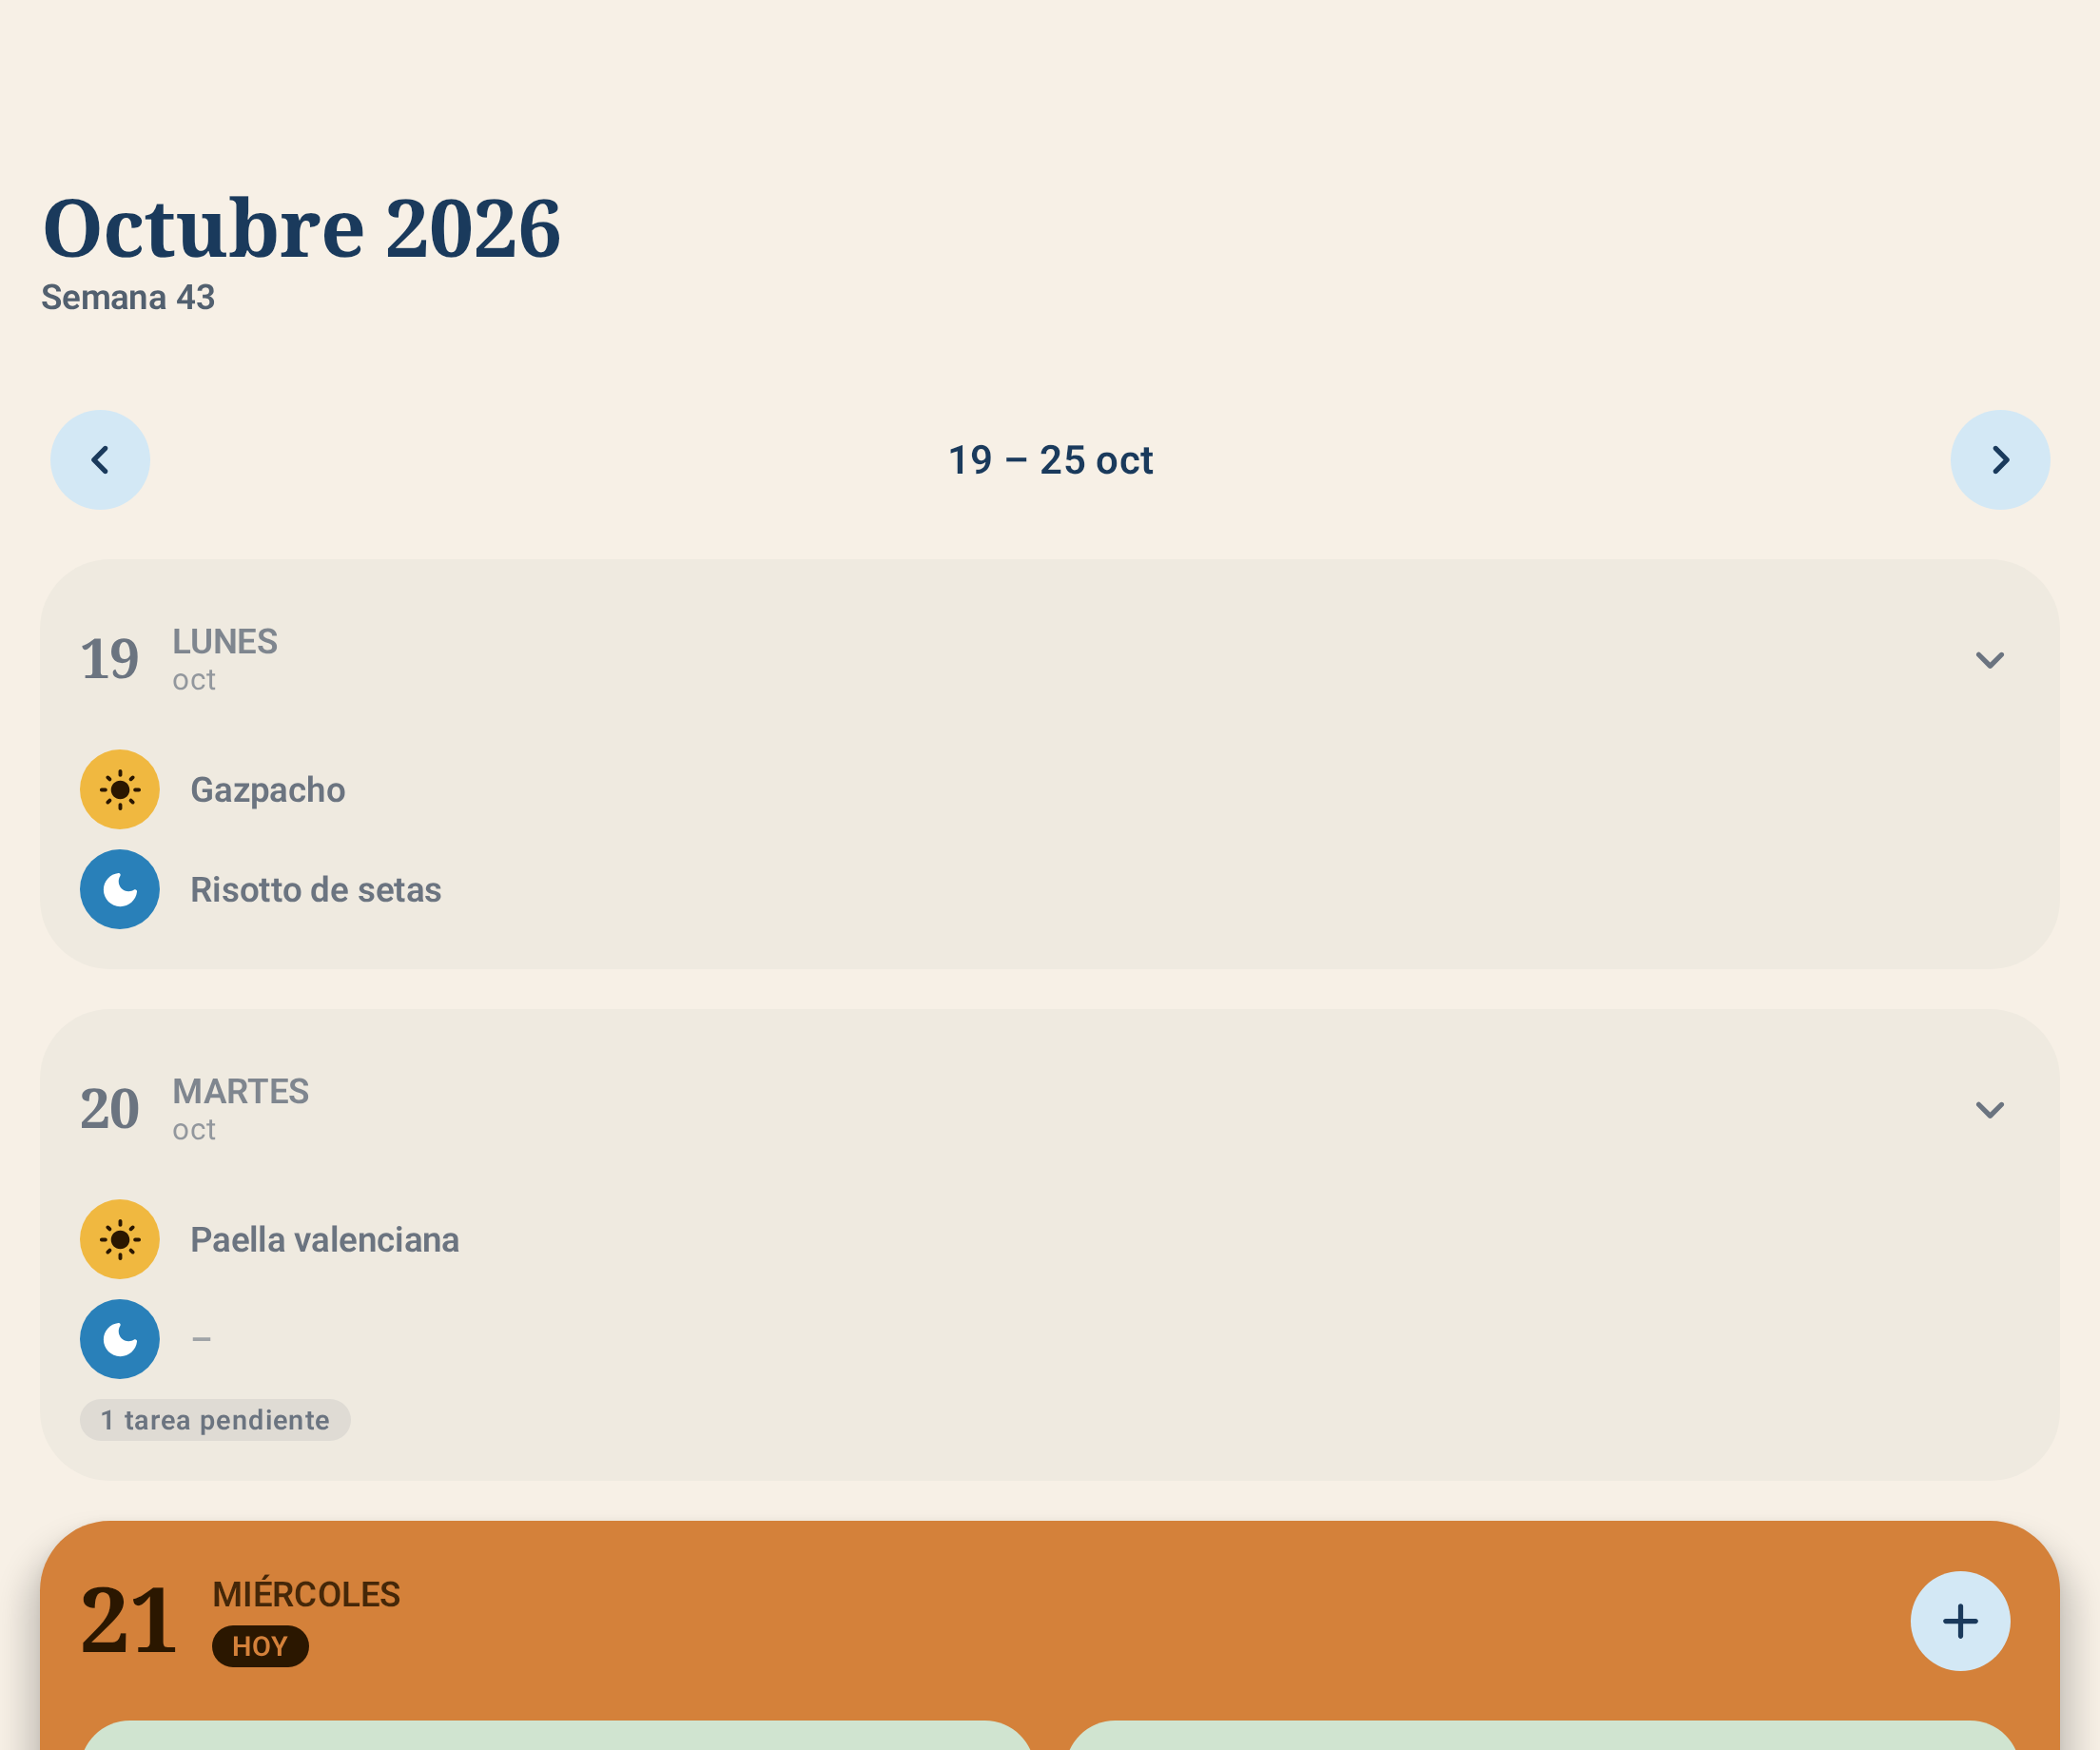 Octubre 2026
Semana 43
19 – 25 oct
19
LUNES
oct
Gazpacho
Risotto de setas
20
MARTES
oct
Paella valenciana
–
1 tarea pendiente
21
MIÉRCOLES
HOY